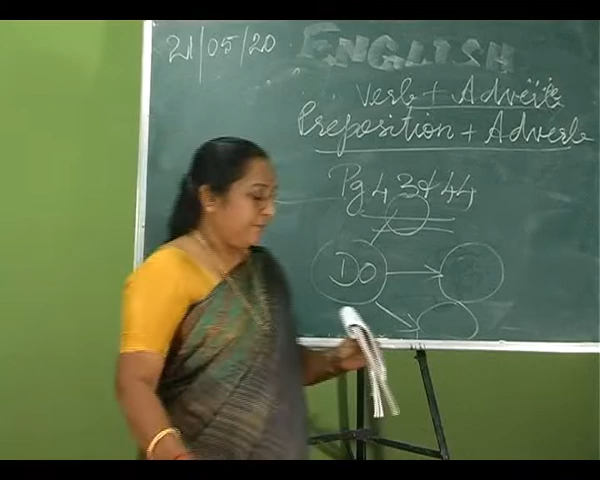 21/05/20
ENGLISH
Verb + Adverb
Preposition + Adverb
Pg 43 & 44
Do